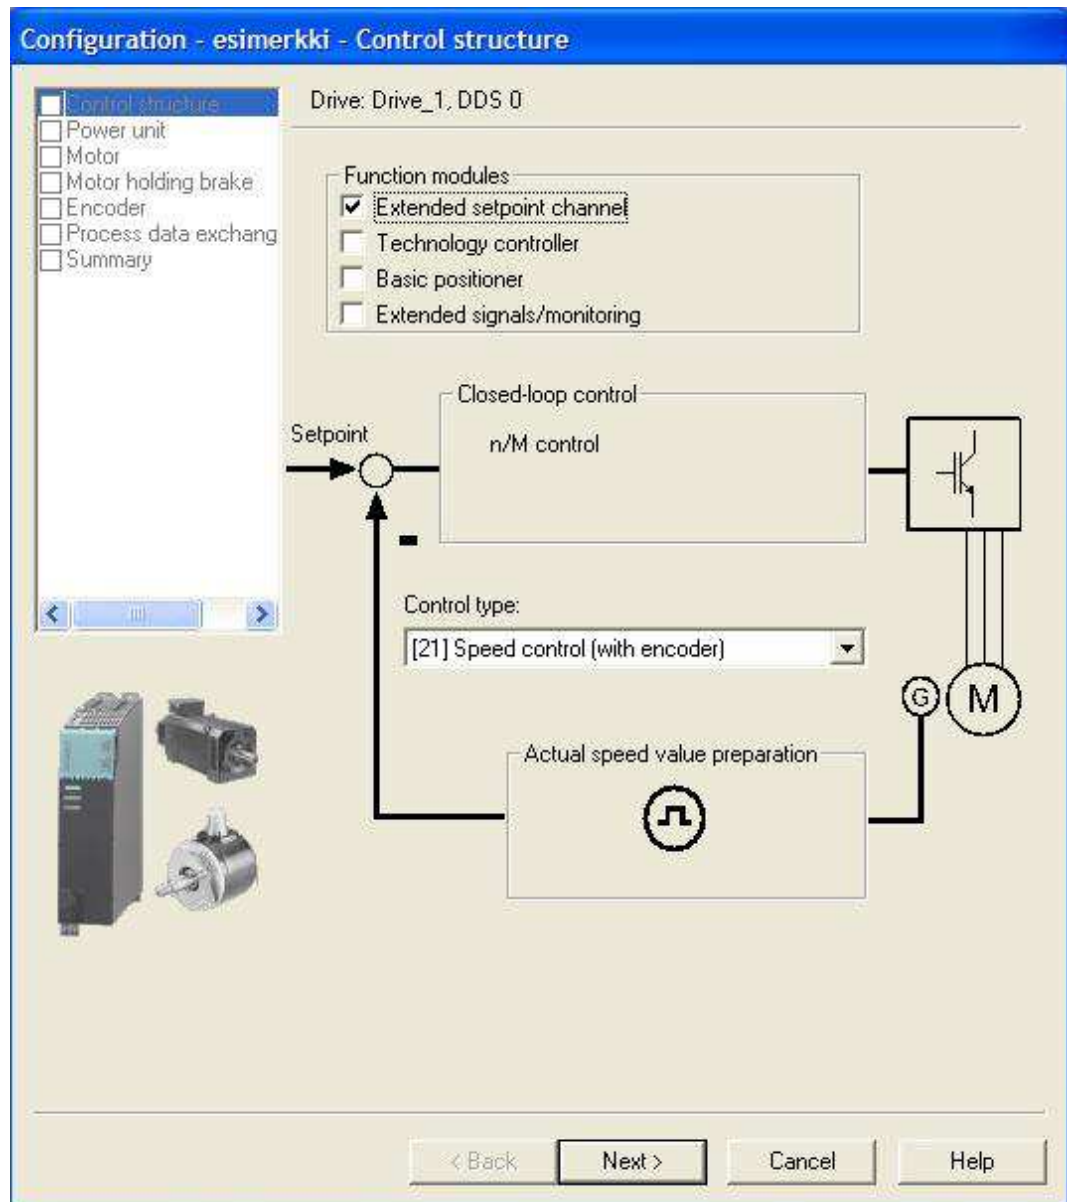 Configuration - esimerkki - Control structure
Control structure
Power unit
Motor
Motor holding brake
Encoder
Process data exchang
Summary
Drive: Drive_1, DDS 0
Function modules
Extended setpoint channel
Technology controller
Basic positioner
Extended signals/monitoring
Closed-loop control
Setpoint
n/M control
Control type:
[21] Speed control (with encoder)
G
M
Actual speed value preparation
< Back
Next >
Cancel
Help